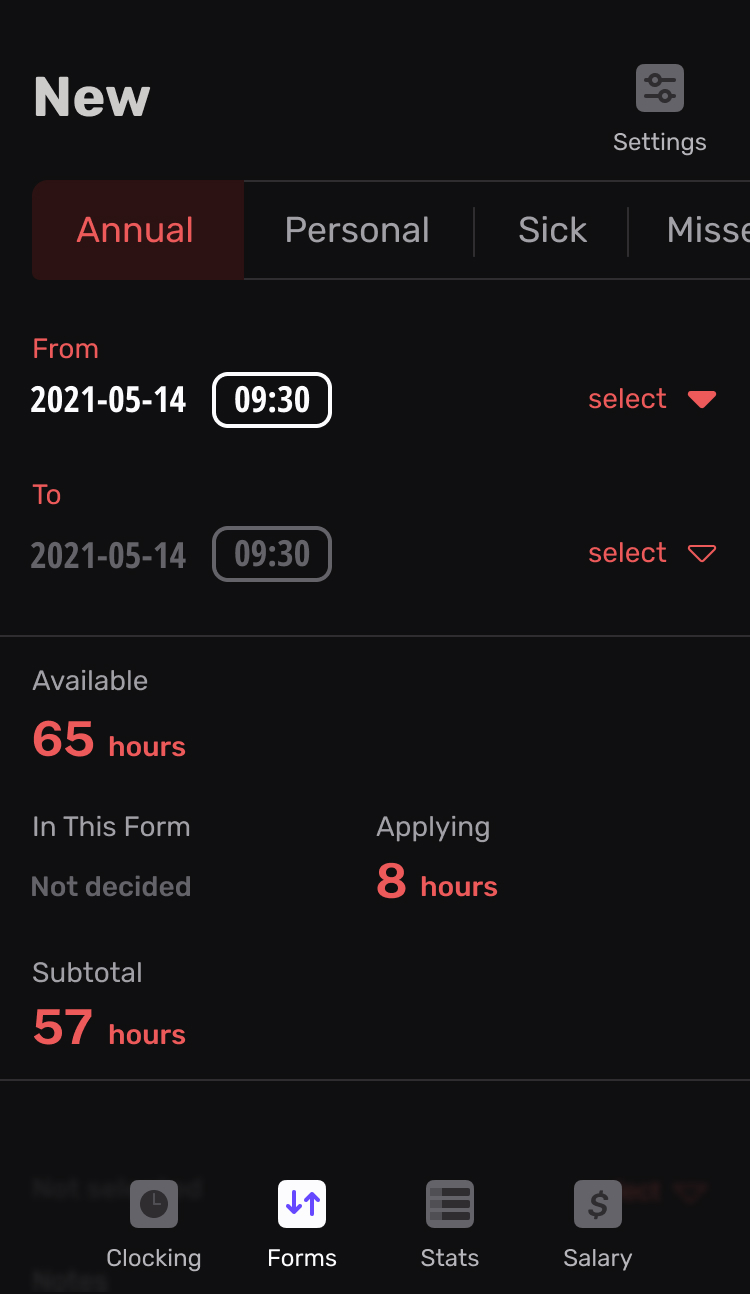 New
Settings
Annual Personal Sick Misse
From
2021-05-14 09:30 select
To
2021-05-14 09:30 select
Available
65 hours
In This Form Applying
Not decided 8 hours
Subtotal
57 hours
Clocking Forms Stats Salary
Notes